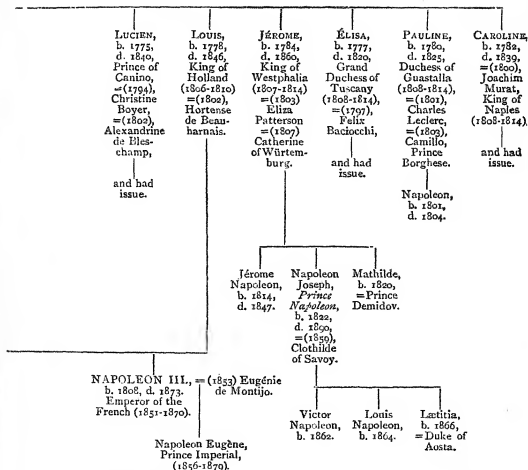 LUCIEN,
b. 1775,
d. 1840,
Prince of
Canino,
=(1794),
Christine
Boyer,
=(1802),
Alexandrine
de Bles-
champ,
and had
issue.
LOUIS,
b. 1778,
d. 1846,
King of
Holland
(1806-1810)
=(1802),
Hortense
de Beau-
harnais.
JÉROME,
b. 1784,
d. 1860,
King of
Westphalia
(1807-1814)
=(1803)
Eliza
Patterson
=(1807)
Catherine
of Würtem-
burg.
ÉLISA,
b. 1777,
d. 1820,
Grand
Duchess of
Tuscany
(1808-1814),
=(1797),
Felix
Baciocchi,
and had
issue.
PAULINE,
b. 1780,
d. 1825,
Duchess of
Guastalla
(1808-1814),
=(1801),
Charles
Leclerc,
=(1803),
Camillo,
Prince
Borghese.
Napoleon,
b. 1801,
d. 1804.
CAROLINE,
b. 1782,
d. 1839,
=(1800),
Joachim
Murat,
King of
Naples
(1808-1814),
and had
issue.
Jérome
Napoleon,
b. 1814,
d. 1847.
Napoleon
Joseph,
Prince
Napoleon,
b. 1822,
d. 1890,
=(1859),
Clothilde
of Savoy.
Mathilde,
b. 1820,
=Prince
Demidov.
NAPOLEON III., =(1853) Eugénie
b. 1808, d. 1873. de Montijo.
Emperor of the
French (1851-1870).
Napoleon Eugène,
Prince Imperial,
(1856-1879).
Victor
Napoleon,
b. 1862.
Louis
Napoleon,
b. 1864.
Lætitia,
b. 1866,
=Duke of
Aosta.